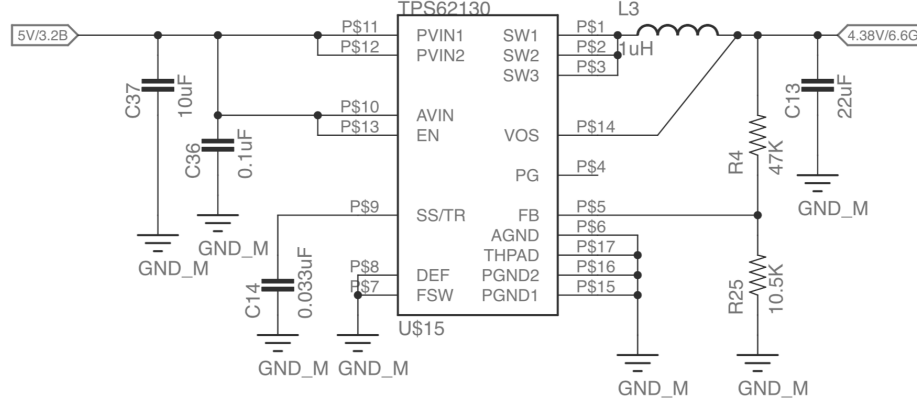 TPS62130
L3
5V/3.2B
P$11
PVIN1
SW1
P$1
4.38V/6.6G
P$12
PVIN2
SW2
P$2
1uH
SW3
P$3
C37
10uF
P$10
AVIN
C13
22uF
P$13
EN
VOS
P$14
C36
0.1uF
R4
47K
PG
P$4
P$9
SS/TR
FB
P$5
GND_M
AGND
P$6
GND_M
GND_M
THPAD
P$17
C14
0.033uF
P$8
DEF
PGND2
P$16
R25
10.5K
P$7
FSW
PGND1
P$15
U$15
GND_M
GND_M
GND_M
GND_M